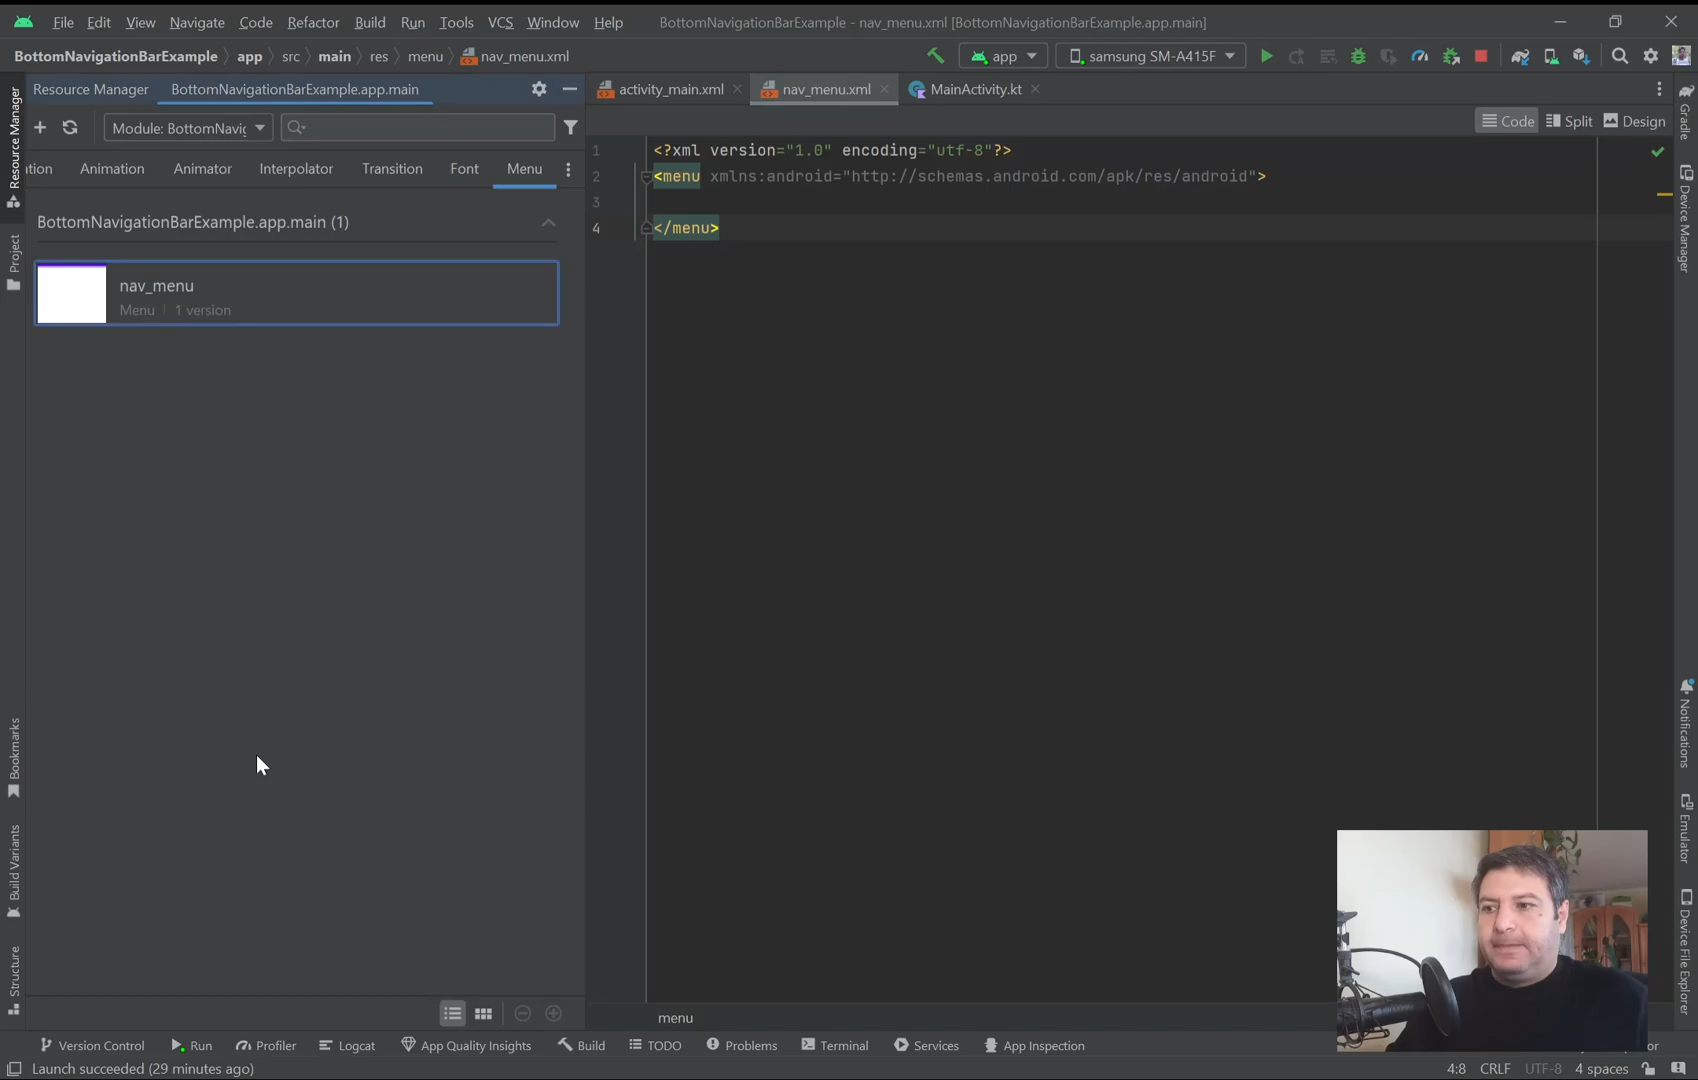 File Edit View Navigate Code Refactor Build Run Tools VCS Window Help BottomNavigationBarExample - nav_menu.xml [BottomNavigationBarExample.app.main]
BottomNavigationBarExample app src main res menu nav_menu.xml app samsung SM-A415F
Resource Manager BottomNavigationBarExample.app.main activity_main.xml nav_menu.xml MainActivity.kt
Module: BottomNavig Code Split Design
tion Animation Animator Interpolator Transition Font Menu
BottomNavigationBarExample.app.main (1)
nav_menu
Menu 1 version
1 <?xml version="1.0" encoding="utf-8"?>
2 <menu xmlns:android="http://schemas.android.com/apk/res/android">
3
4 </menu>
Resource Manager
Project
Bookmarks
Build Variants
Structure
Gradle
Device Manager
Notifications
Emulator
Device File Explorer
menu
Version Control Run Profiler Logcat App Quality Insights Build TODO Problems Terminal Services App Inspection or
Launch succeeded (29 minutes ago) 4:8 CRLF UTF-8 4 spaces